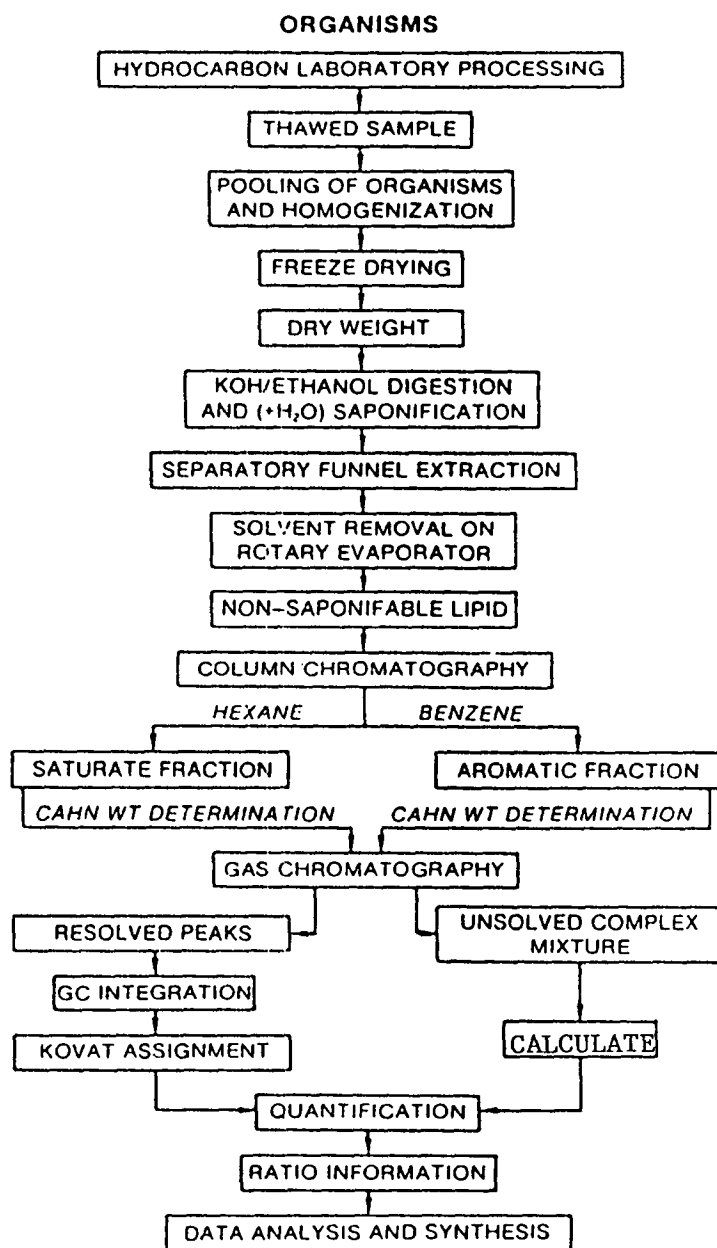 ORGANISMS
HYDROCARBON LABORATORY PROCESSING
THAWED SAMPLE
POOLING OF ORGANISMS
AND HOMOGENIZATION
FREEZE DRYING
DRY WEIGHT
KOH/ETHANOL DIGESTION
AND (+H₂O) SAPONIFICATION
SEPARATORY FUNNEL EXTRACTION
SOLVENT REMOVAL ON
ROTARY EVAPORATOR
NON-SAPONIFABLE LIPID
COLUMN CHROMATOGRAPHY
HEXANE BENZENE
SATURATE FRACTION AROMATIC FRACTION
CAHN WT DETERMINATION CAHN WT DETERMINATION
GAS CHROMATOGRAPHY
RESOLVED PEAKS
UNSOLVED COMPLEX
MIXTURE
GC INTEGRATION
KOVAT ASSIGNMENT
CALCULATE
QUANTIFICATION
RATIO INFORMATION
DATA ANALYSIS AND SYNTHESIS